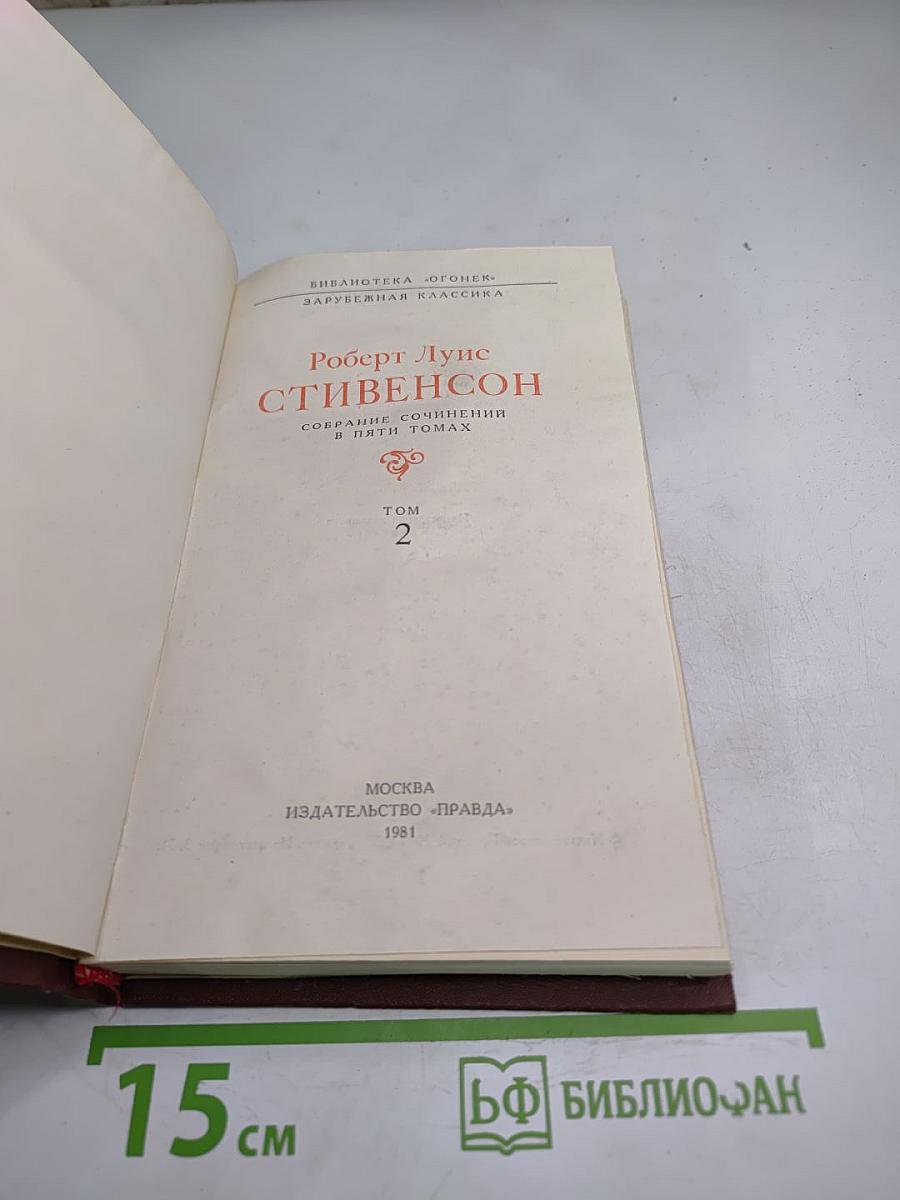 БИБЛИОТЕКА «ОГОНЕК»
ЗАРУБЕЖНАЯ КЛАССИКА
Роберт Луис
СТИВЕНСОН
СОБРАНИЕ СОЧИНЕНИЙ
В ПЯТИ ТОМАХ
ТОМ
2
МОСКВА
ИЗДАТЕЛЬСТВО «ПРАВДА»
1981
15 см
БФ БИБЛИОФАН